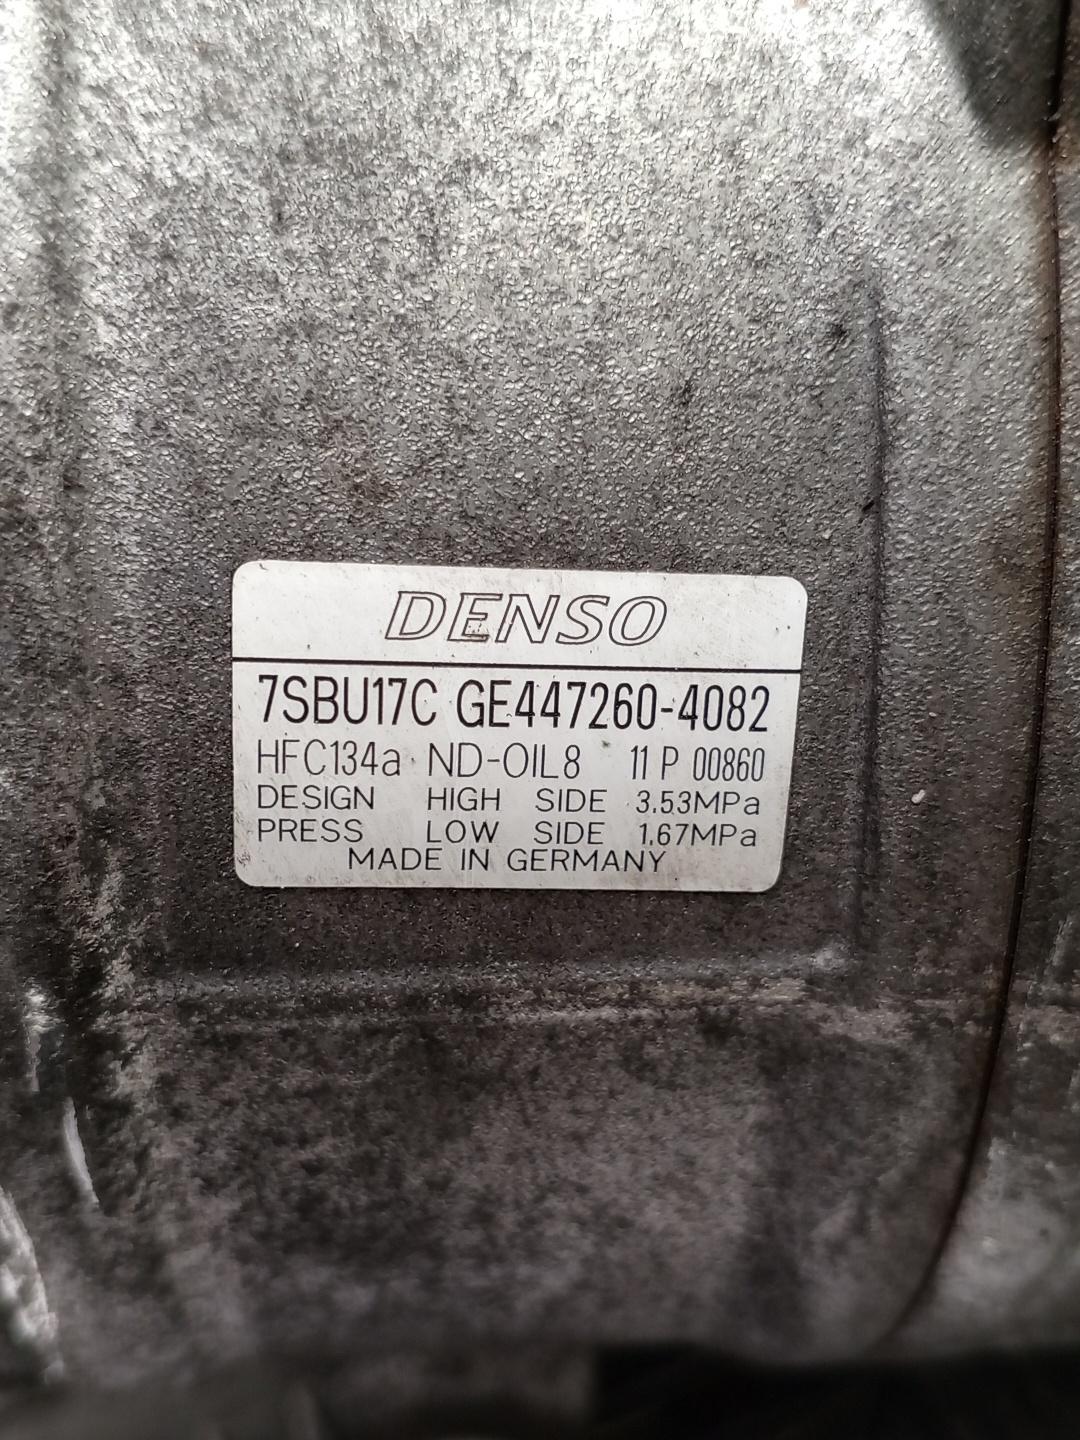 DENSO
7SBU17C GE447260-4082
HFC134a ND-OIL8 11 P 00860
DESIGN HIGH SIDE 3.53MPa
PRESS LOW SIDE 1.67MPa
MADE IN GERMANY